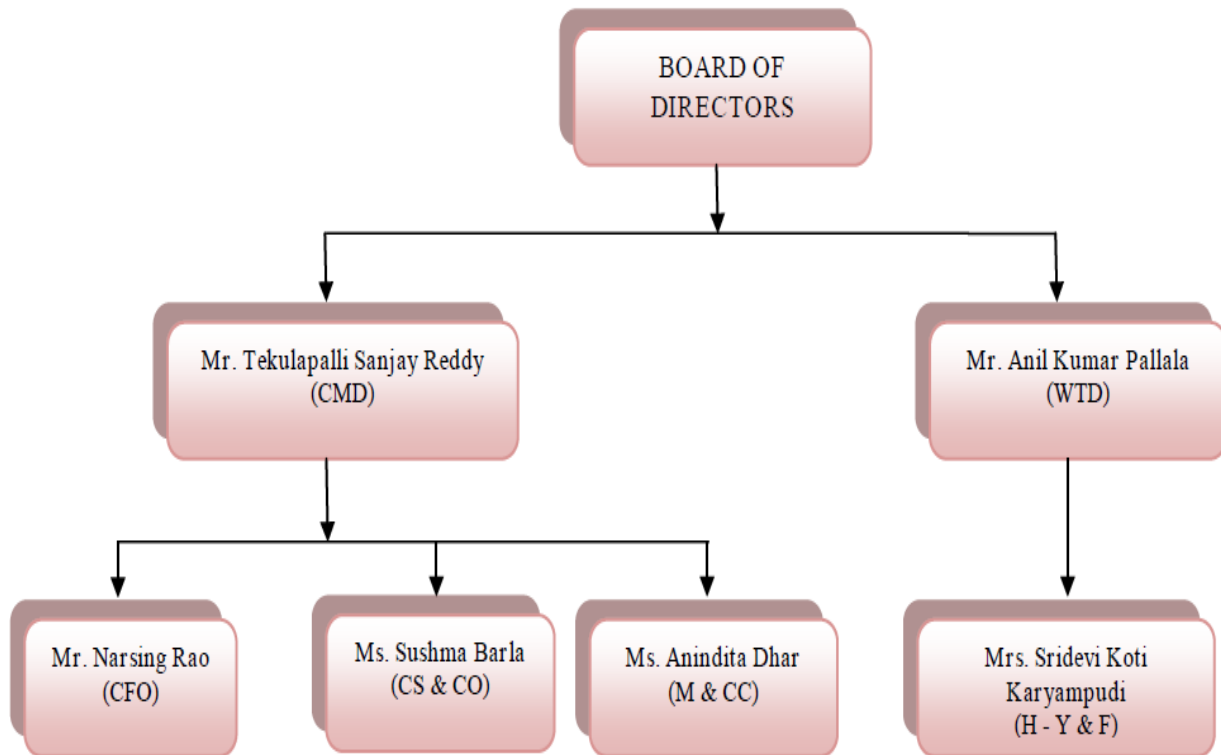 BOARD OF
DIRECTORS
Mr. Tekulapalli Sanjay Reddy
(CMD)
Mr. Anil Kumar Pallala
(WTD)
Mr. Narsing Rao
(CFO)
Ms. Sushma Barla
(CS & CO)
Ms. Anindita Dhar
(M & CC)
Mrs. Sridevi Koti
Karyampudi
(H - Y & F)